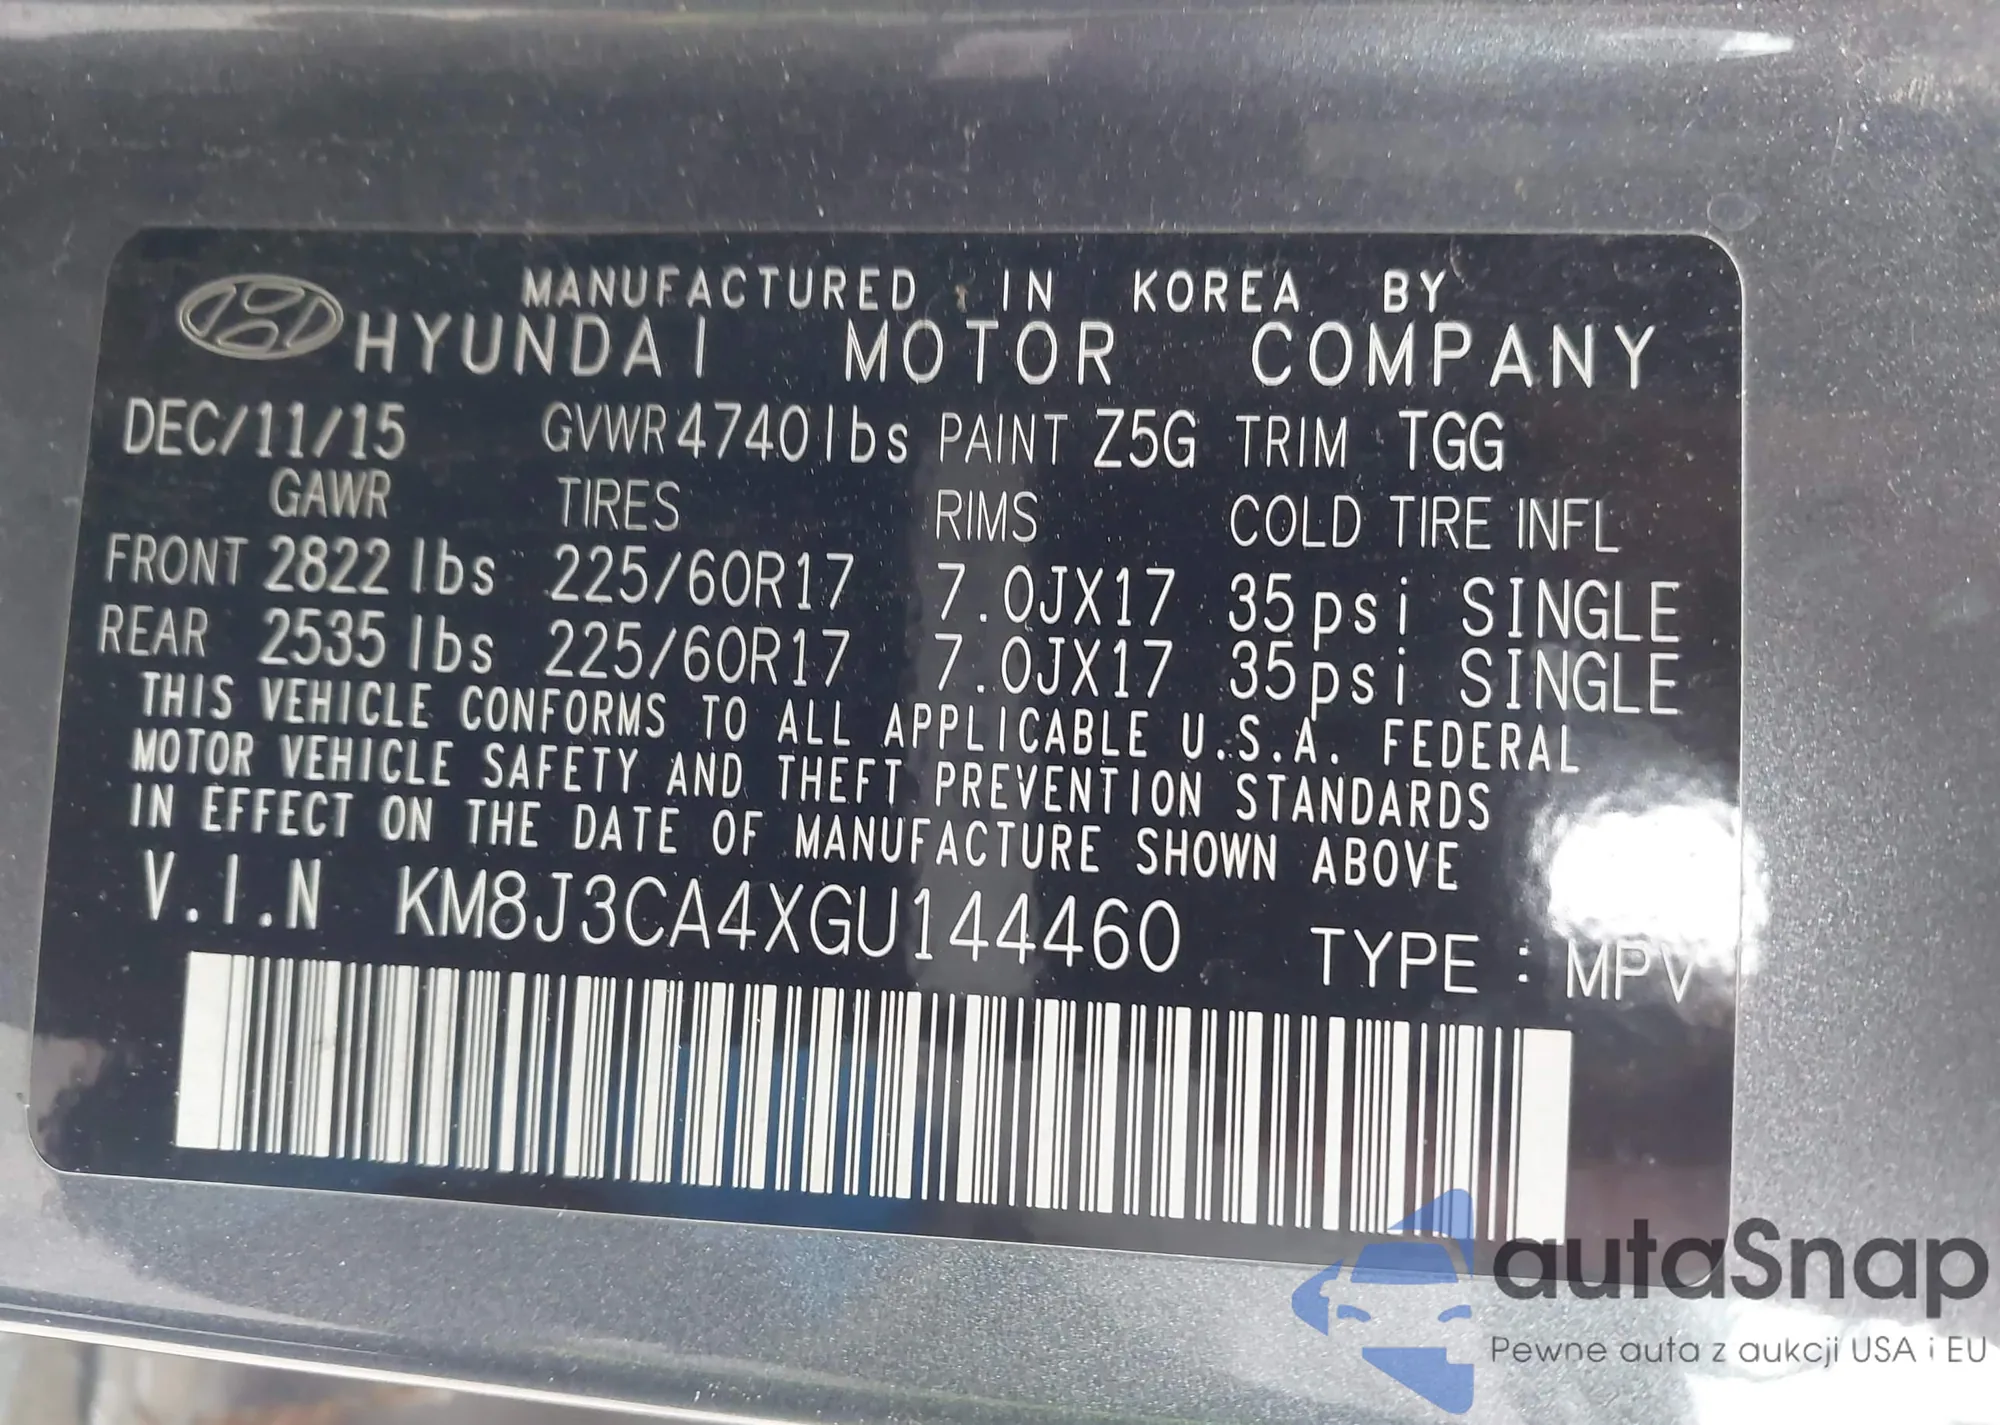 MANUFACTURED IN KOREA BY
HYUNDAI MOTOR COMPANY
DEC/11/15 GVWR 4740lbs PAINT Z5G TRIM TGG
GAWR TIRES RIMS COLD TIRE INFL
FRONT 2822 lbs 225/60R17 7.0JX17 35psi SINGLE
REAR 2535 lbs 225/60R17 7.0JX17 35psi SINGLE
THIS VEHICLE CONFORMS TO ALL APPLICABLE U.S.A. FEDERAL
MOTOR VEHICLE SAFETY AND THEFT PREVENTION STANDARDS
IN EFFECT ON THE DATE OF MANUFACTURE SHOWN ABOVE
V.I.N KM8J3CA4XGU144460 TYPE : MPV
autaSnap
Pewne auta z aukcji USA i EU